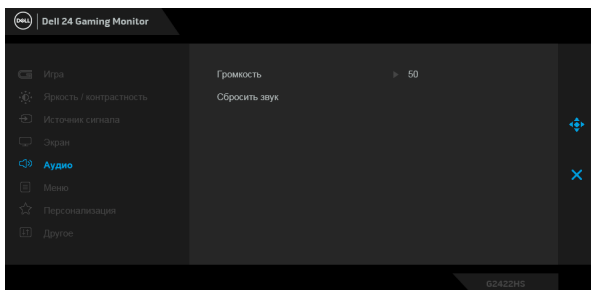 DELL
Dell 24 Gaming Monitor
Игра
Громкость 50
Яркость / контрастность
Сбросить звук
Источник сигнала
Экран
Аудио
Меню
Персонализация
Другое
G2422HS